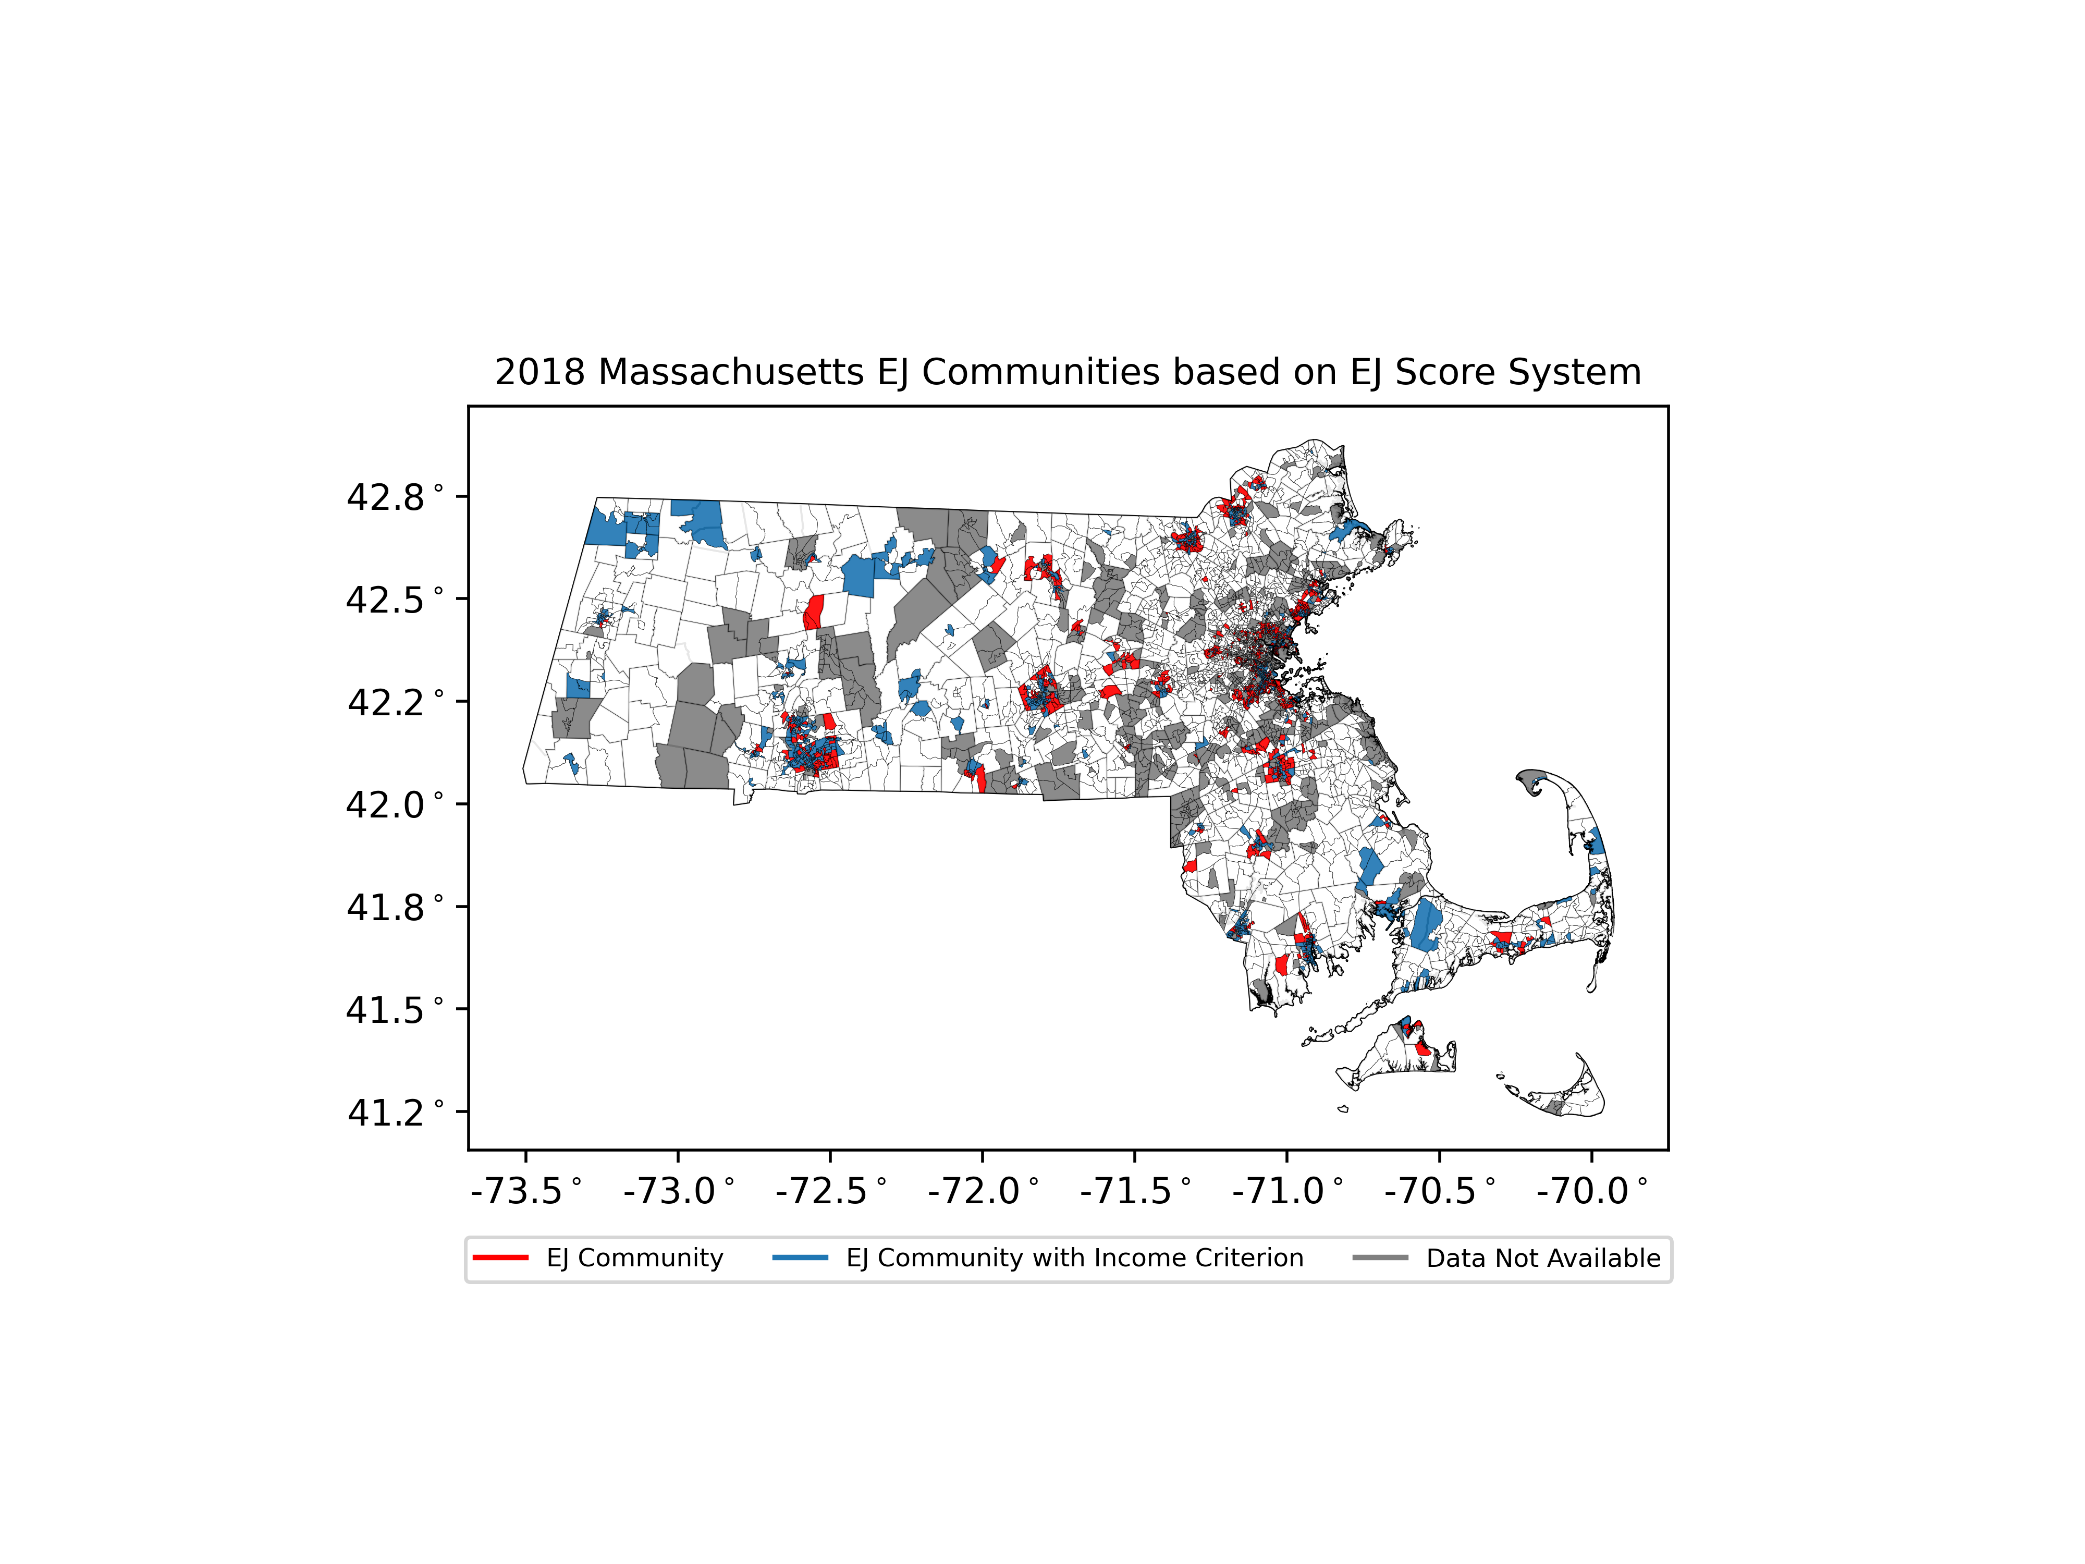 2018 Massachusetts EJ Communities based on EJ Score System
42.8°
42.5°
42.2°
42.0°
41.8°
41.5°
41.2°
-73.5° -73.0° -72.5° -72.0° -71.5° -71.0° -70.5° -70.0°
EJ Community EJ Community with Income Criterion Data Not Available